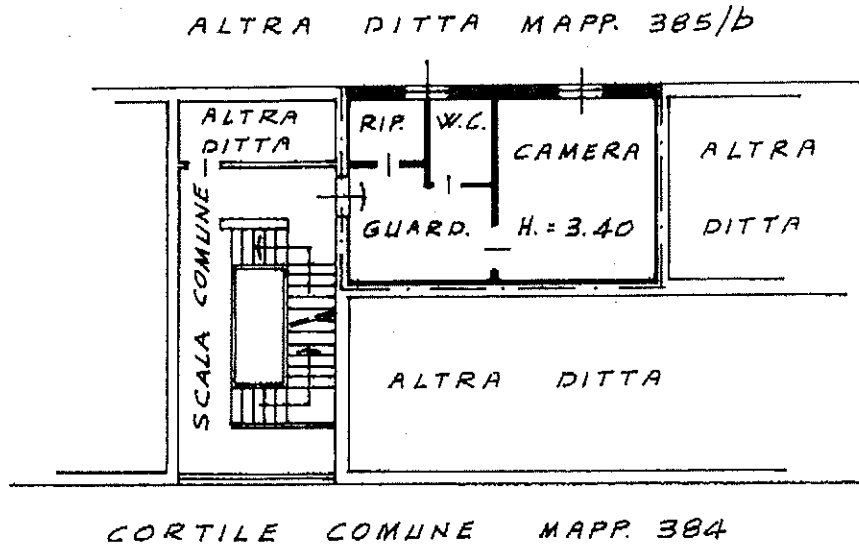 ALTRA DITTA MAPP. 385/b
ALTRA
DITTA
RIP.
W.C.
CAMERA
ALTRA
DITTA
GUARD.
H. = 3.40
SCALA COMUNE
ALTRA DITTA
CORTILE COMUNE MAPP. 384